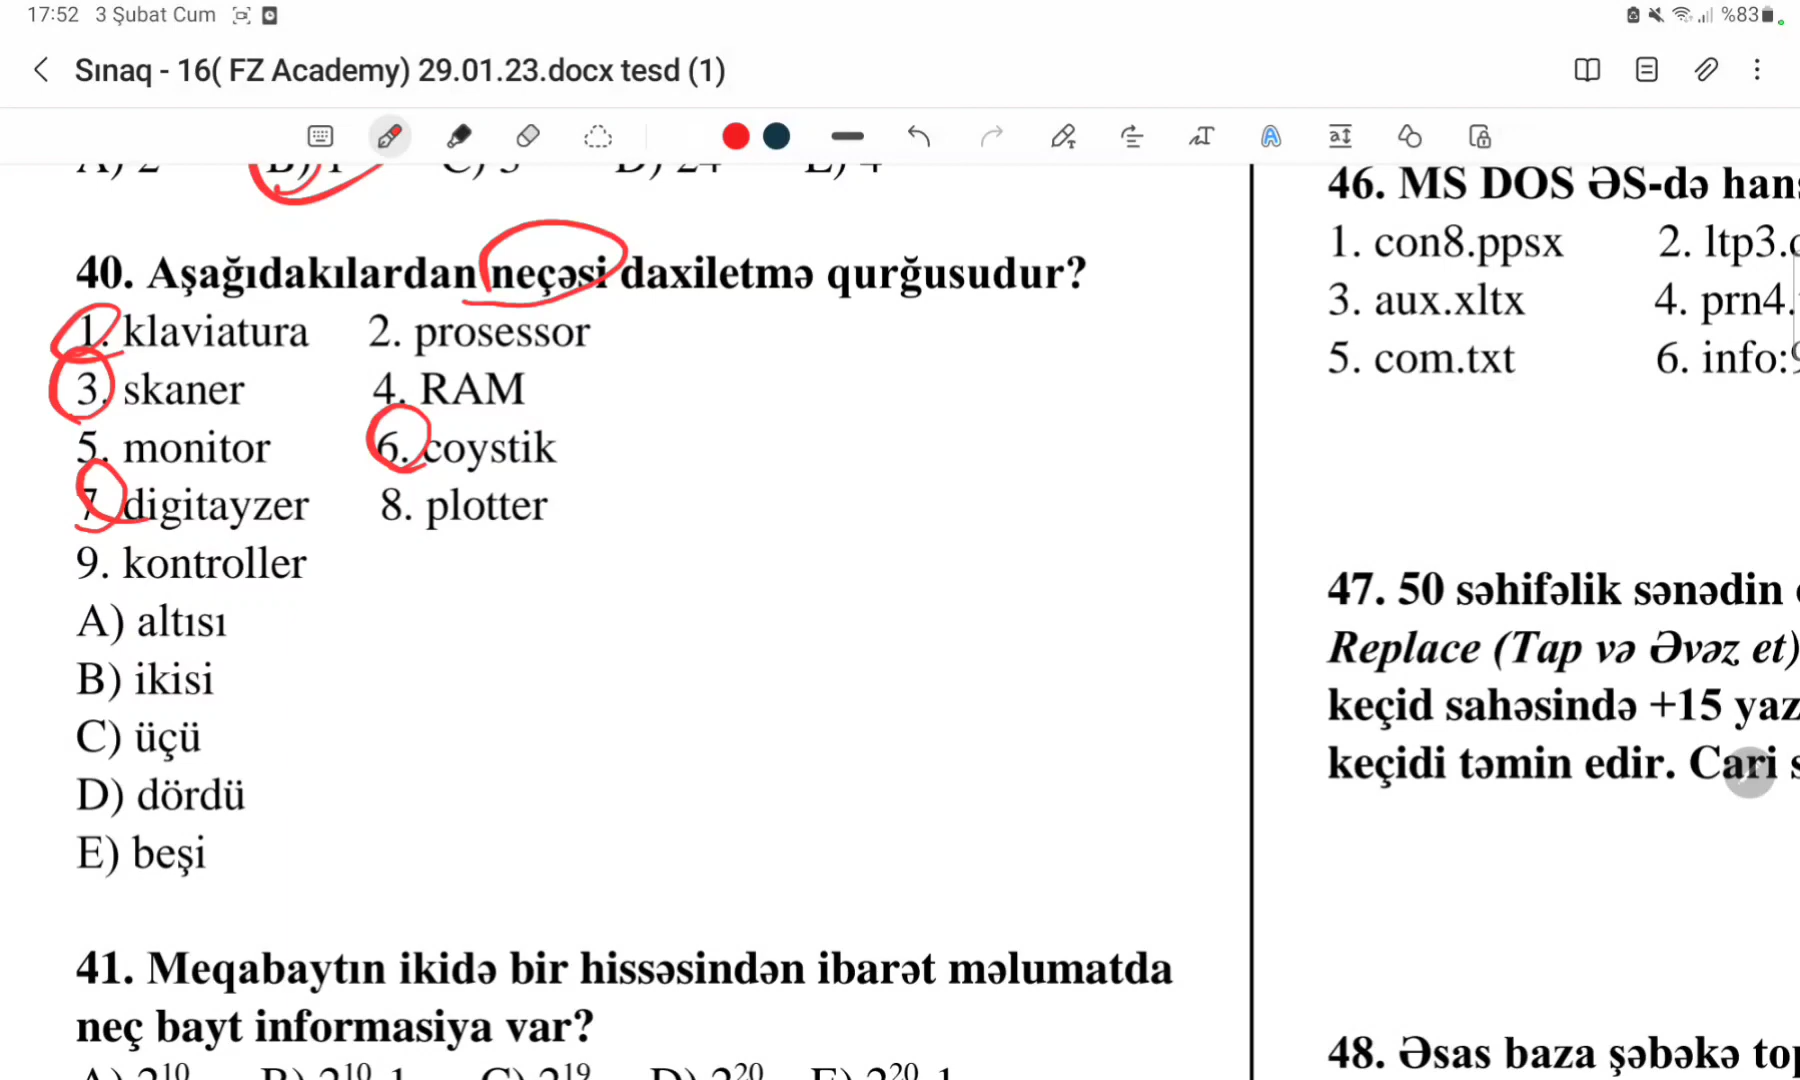 17:52 3 Şubat Cum
%83
Sınaq - 16( FZ Academy) 29.01.23.docx tesd (1)
40. Aşağıdakılardan neçəsi daxiletmə qurğusudur?
1. klaviatura 2. prosessor
3. skaner 4. RAM
5. monitor 6. coystik
7. digitayzer 8. plotter
9. kontroller
A) altısı
B) ikisi
C) üçü
D) dördü
E) beşi
41. Meqabaytın ikidə bir hissəsindən ibarət məlumatda
neç bayt informasiya var?
46. MS DOS ƏS-də
1. con8.ppsx 2.
3. aux.xltx 4. prn4.
5. com.txt 6.
47. 50 səhifəlik sənədin
Replace (Tap və Əvəz et)
keçid sahəsində +15
keçidi təmin edir. Cari
48. Əsas baza şəbəkə